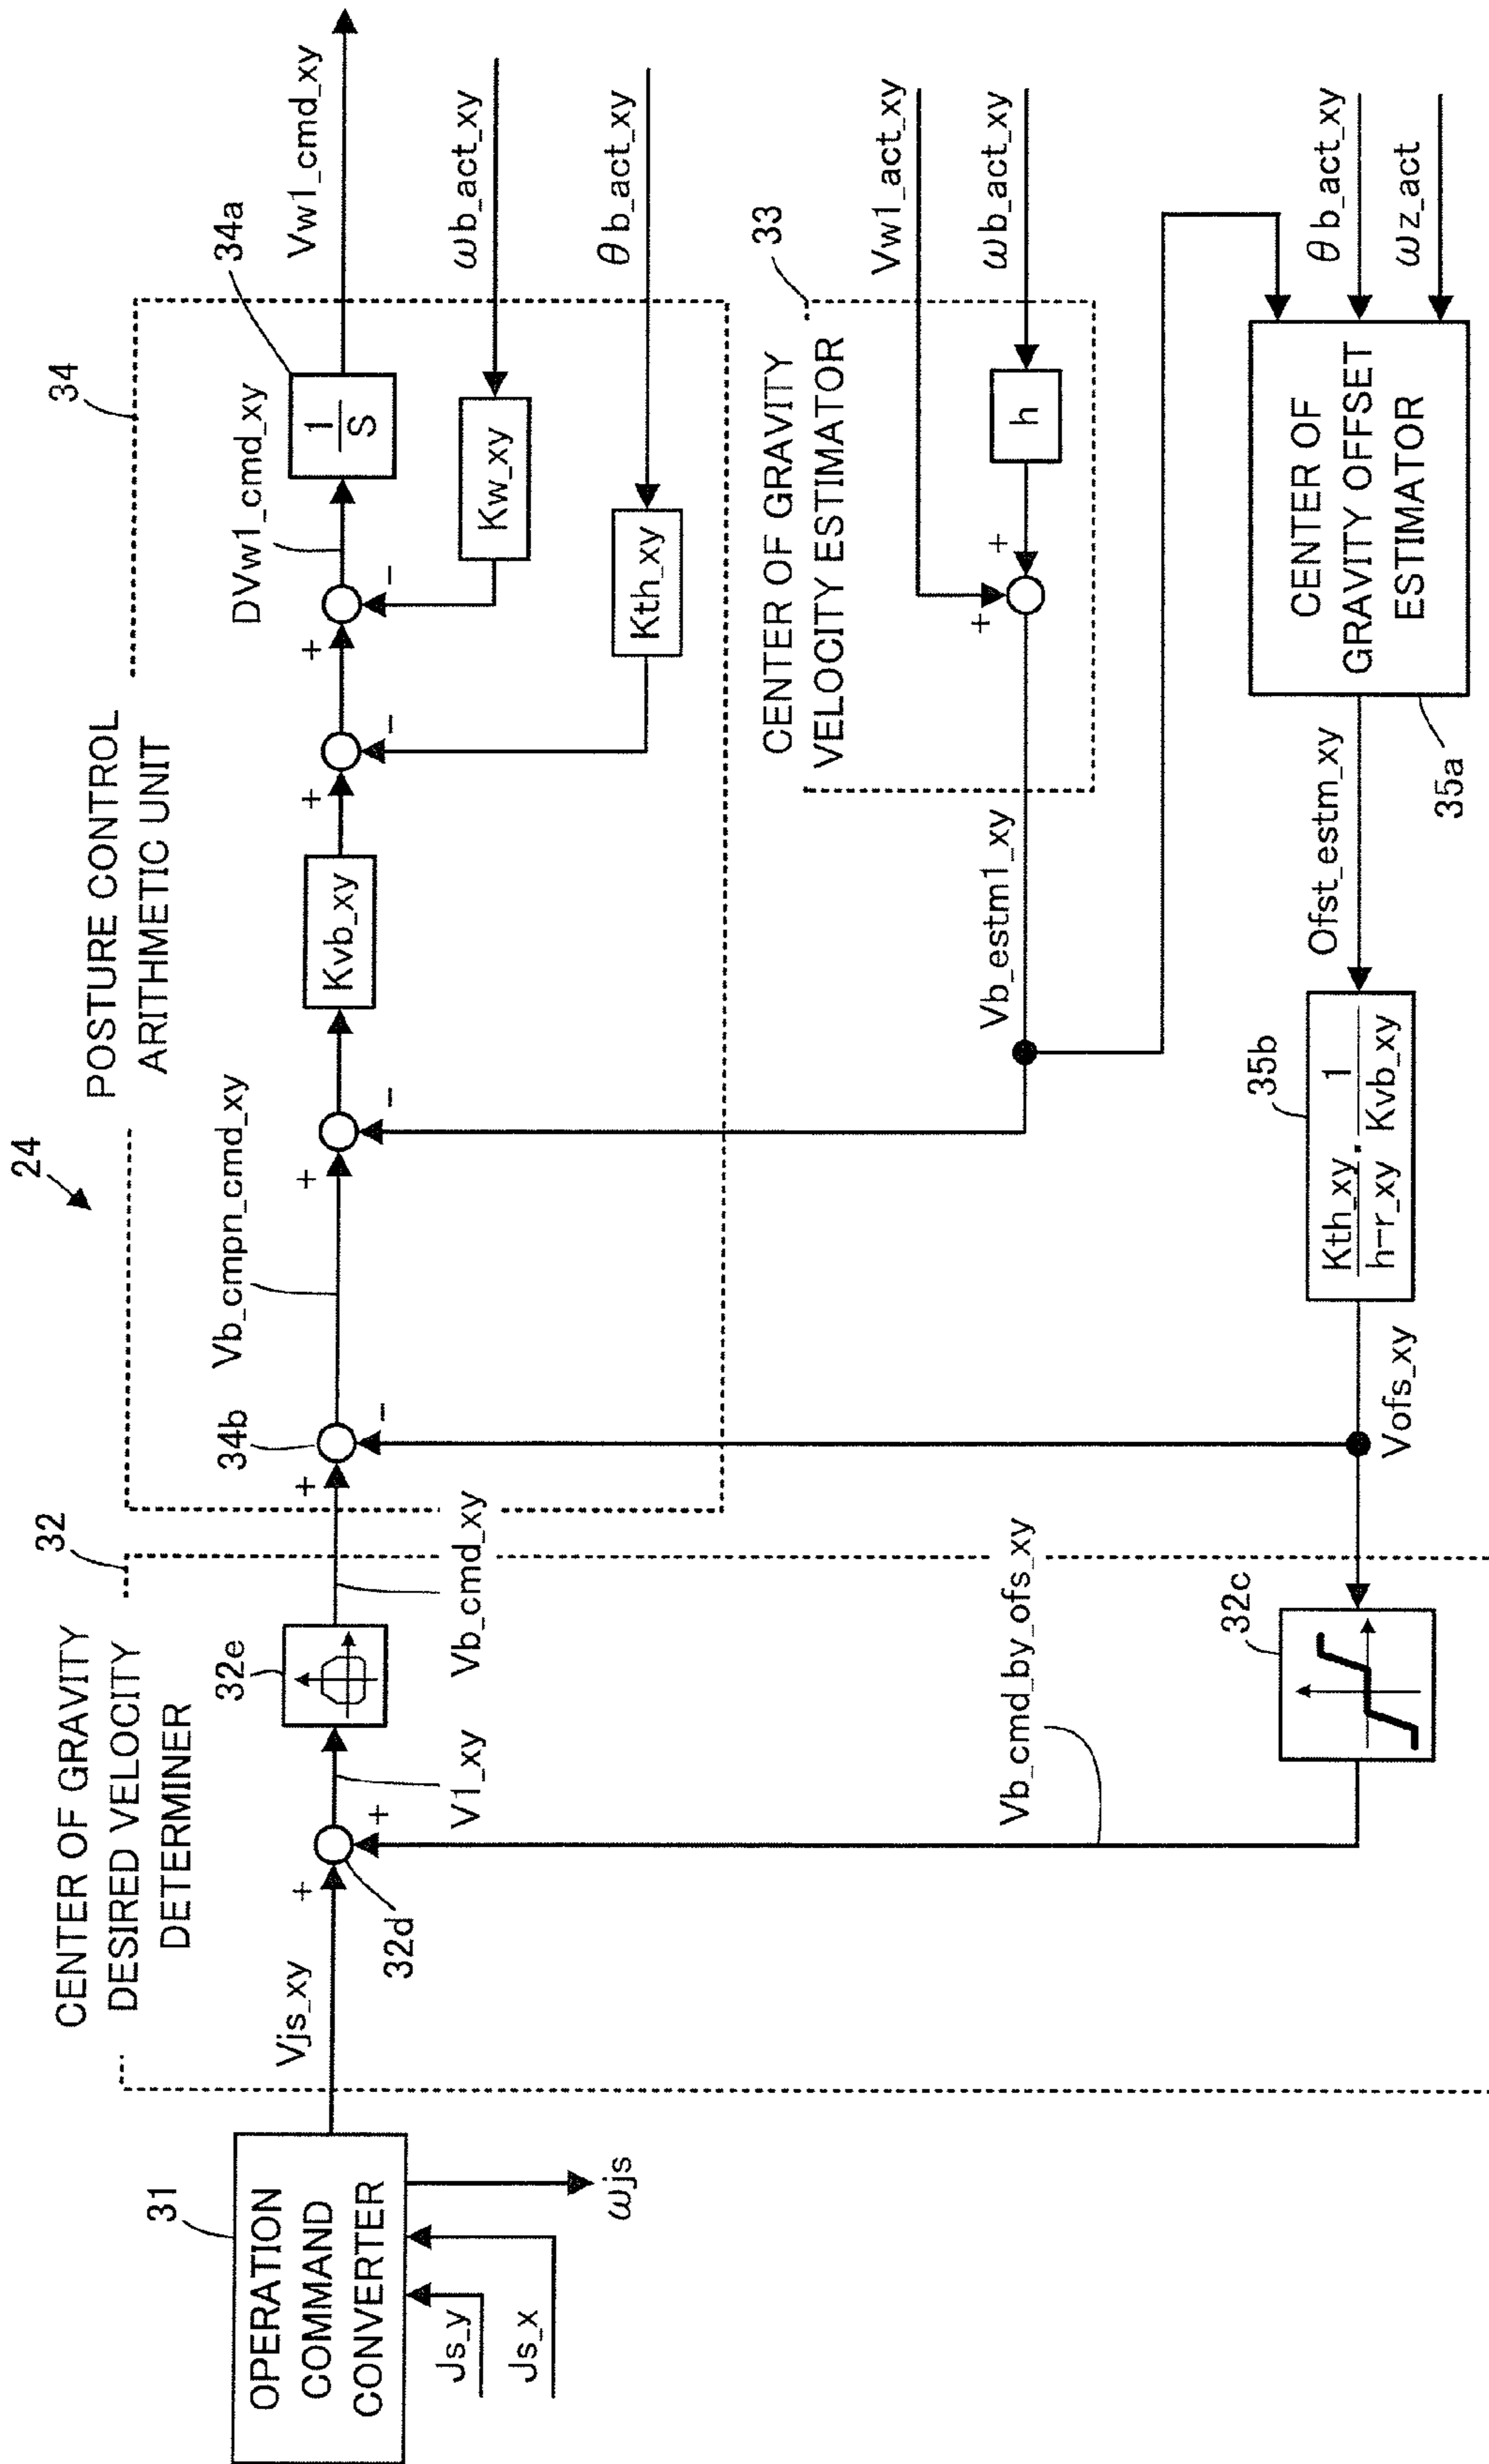 24
31
OPERATION
COMMAND
CONVERTER
Js_y
Js_x
ωjs
Vjs_xy
CENTER OF GRAVITY
DESIRED VELOCITY
DETERMINER
32
+
+
32d
V1_xy
32e
Vb_cmd_xy
Vb_cmd_by_ofs_xy
32c
POSTURE CONTROL
ARITHMETIC UNIT
34
+
-
34b
Vb_cmpn_cmd_xy
+
-
Kvb_xy
+
-
+
-
DVw1_cmd_xy
1
S
34a
Vw1_cmd_xy
Kw_xy
ωb_act_xy
Kth_xy
θb_act_xy
CENTER OF GRAVITY
VELOCITY ESTIMATOR
33
Vw1_act_xy
ωb_act_xy
h
+
+
Vb_estm1_xy
Vofs_xy
35b
Kth_xy 1
h-r_xy · Kvb_xy
Ofst_estm_xy
CENTER OF
GRAVITY OFFSET
ESTIMATOR
35a
θb_act_xy
ωz_act